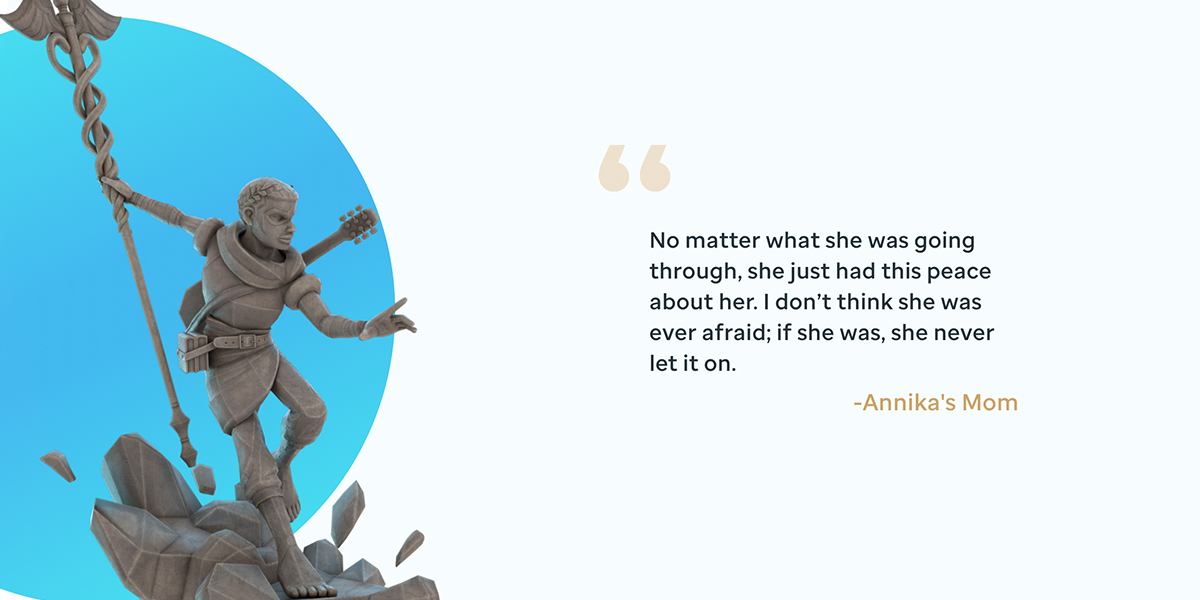 No matter what she was going
through, she just had this peace
about her. I don’t think she was
ever afraid; if she was, she never
let it on.
-Annika's Mom